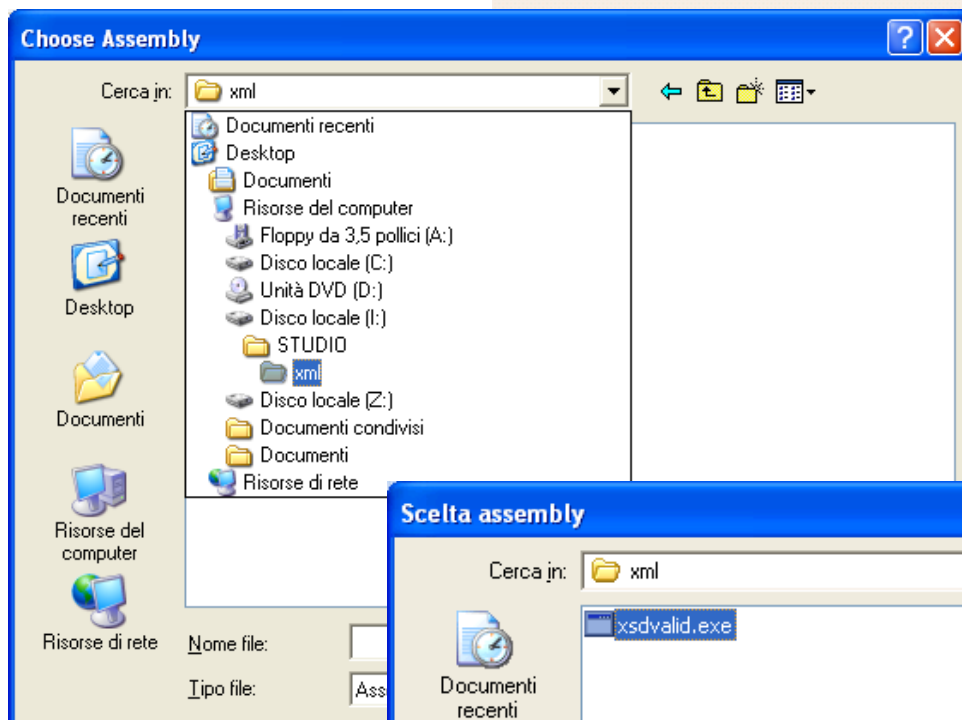 Choose Assembly
Cerca in:
xml
Documenti recenti
Desktop
Documenti
Risorse del computer
Floppy da 3,5 pollici (A:)
Disco locale (C:)
Unità DVD (D:)
Disco locale (I:)
STUDIO
xml
Disco locale (Z:)
Documenti condivisi
Documenti
Risorse di rete
Documenti
recenti
Desktop
Documenti
Risorse del
computer
Risorse di rete
Nome file:
Tipo file:
Ass
Scelta assembly
Cerca in:
xml
xsdvalid.exe
Documenti
recenti